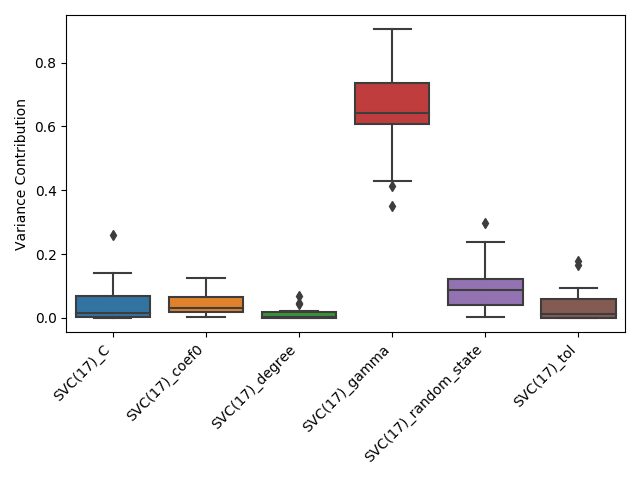 Variance Contribution
0.8
0.6
0.4
0.2
0.0
SVC(17)_C
SVC(17)_coef0
SVC(17)_degree
SVC(17)_gamma
SVC(17)_random_state
SVC(17)_tol